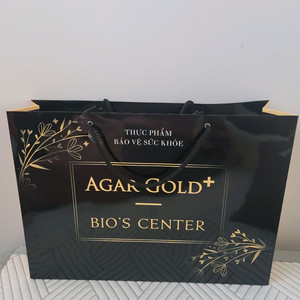 THỰC PHẨM
BẢO VỆ SỨC KHỎE
AGAR GOLD+
BIO'S CENTER